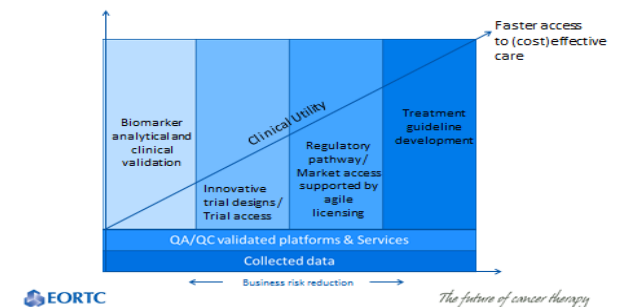 Faster access
to (cost)effective
care
Biomarker
analytical and
clinical
validation
Innovative
trial designs/
Trial access
Clinical Utility
Regulatory
pathway/
Market access
supported by
agile
licensing
Treatment
guideline
development
QA/QC validated platforms & Services
Collected data
Business risk reduction
EORTC
The future of cancer therapy